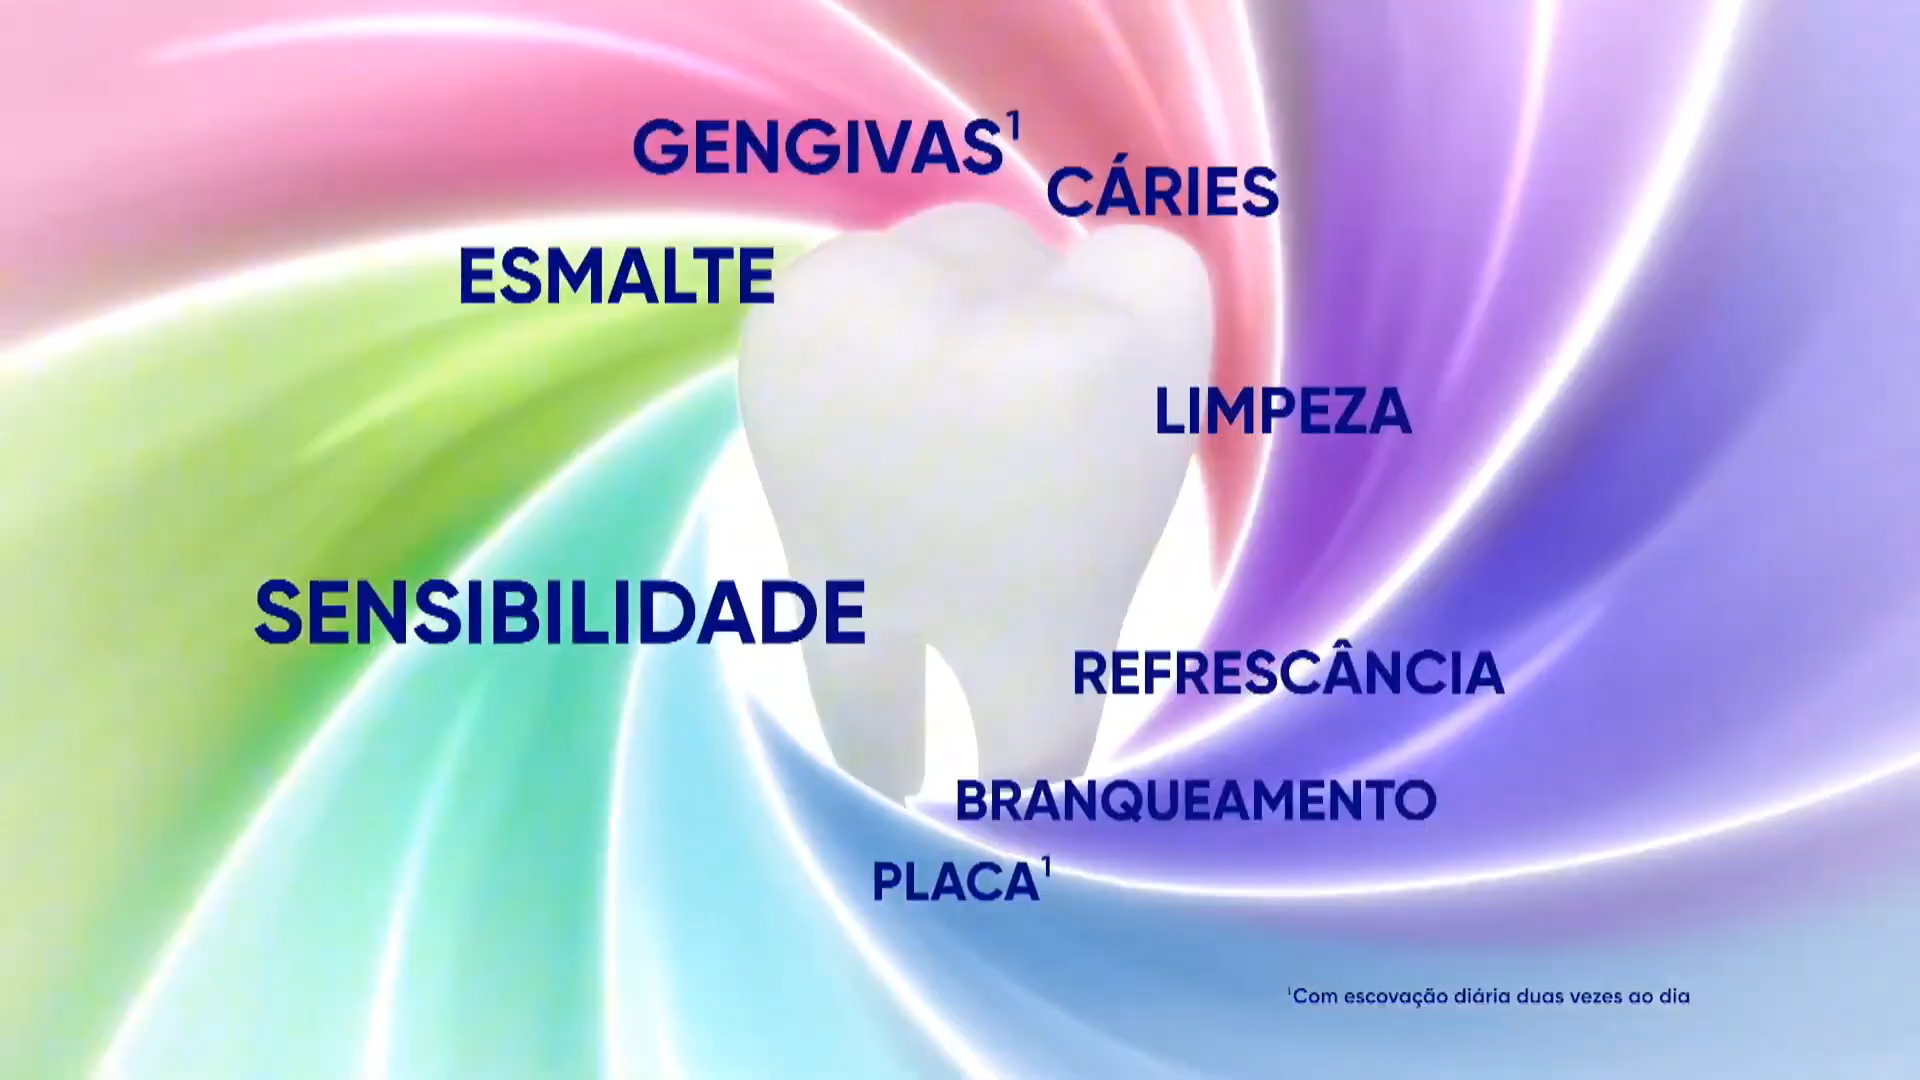 GENGIVAS¹
CÁRIES
ESMALTE
LIMPEZA
SENSIBILIDADE
REFRESCÂNCIA
BRANQUEAMENTO
PLACA¹
¹Com escovação diária duas vezes ao dia